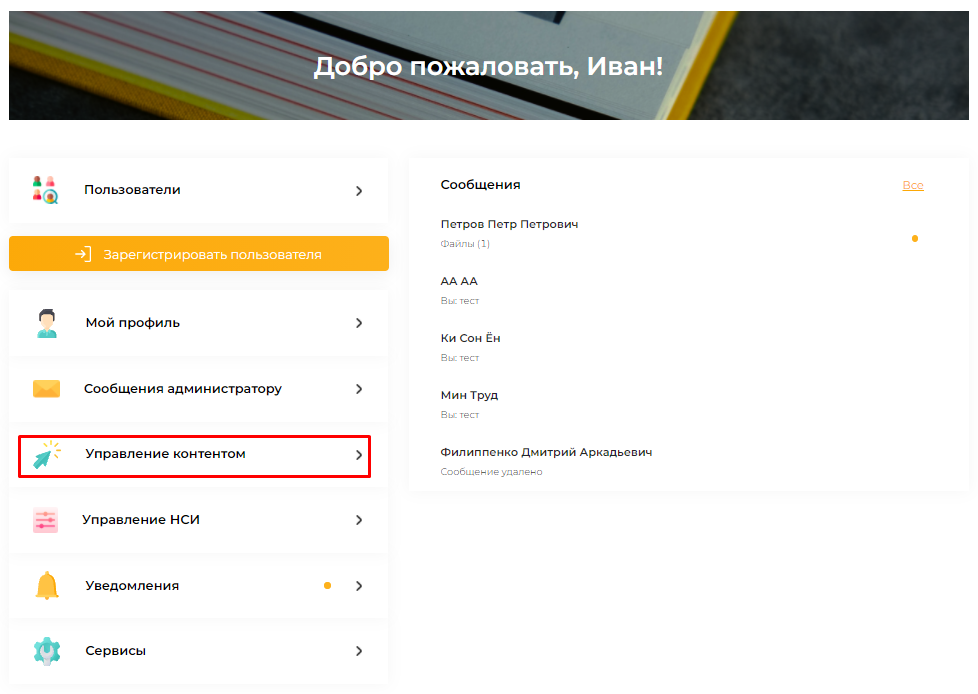 Добро пожаловать, Иван!
Пользователи
Зарегистрировать пользователя
Мой профиль
Сообщения администратору
Управление контентом
Управление НСИ
Уведомления
Сервисы
Сообщения
Все
Петров Петр Петрович
Файлы (1)
АА АА
Вы: тест
Ки Сон Ён
Вы: тест
Мин Труд
Вы: тест
Филиппенко Дмитрий Аркадьевич
Сообщение удалено